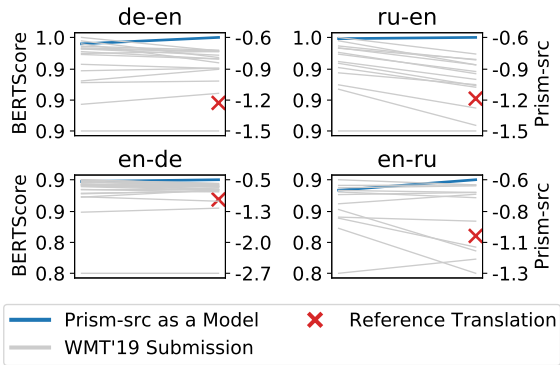 de-en
ru-en
BERTScore
1.0
0.9
0.9
0.9
-0.6
-0.9
-1.2
-1.5
1.0
0.9
0.9
0.9
-0.6
-0.9
-1.2
-1.5
Prism-src
en-de
en-ru
BERTScore
0.9
0.9
0.8
0.8
-0.5
-1.3
-2.0
-2.7
0.9
0.9
0.8
0.8
-0.6
-0.8
-1.1
-1.3
Prism-src
Prism-src as a Model
Reference Translation
WMT'19 Submission